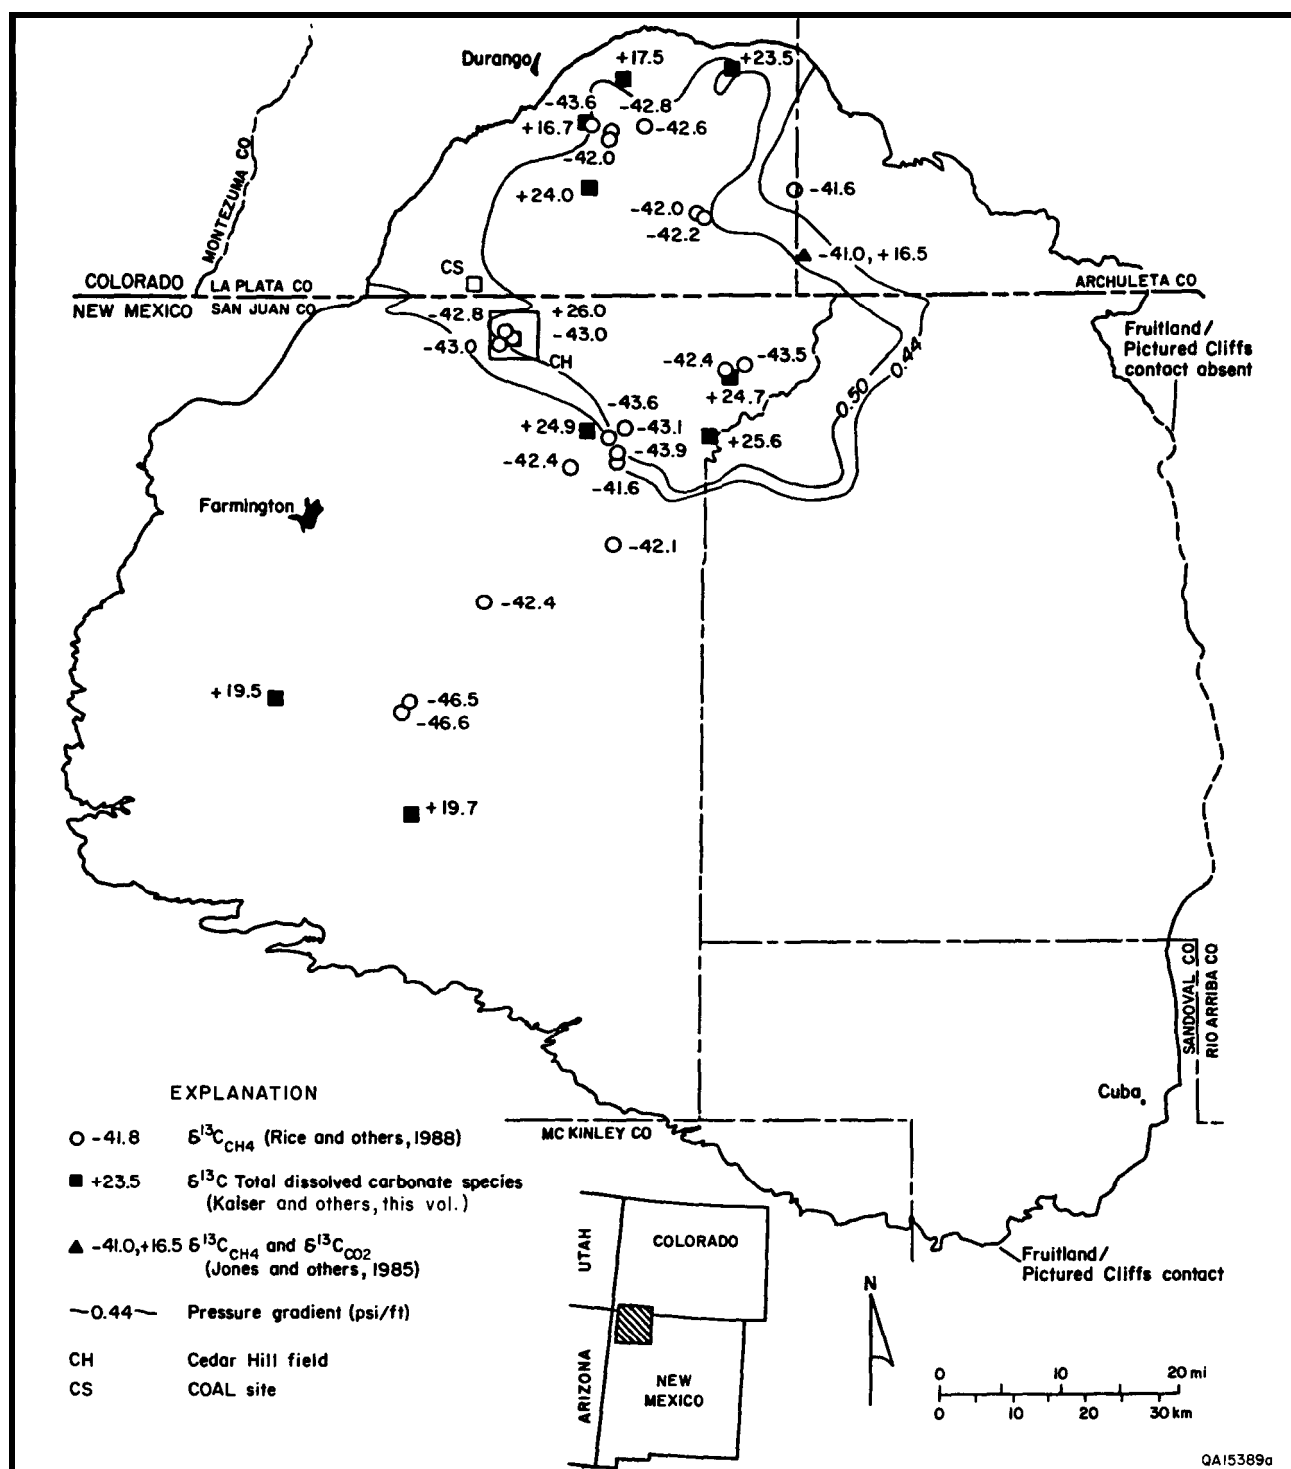 Durango
+17.5
+23.5
-43.6
-42.8
+16.7
-42.6
-42.0
+24.0
-41.6
-42.0
-42.2
-41.0, +16.5
MONTEZUMA CO
CS
COLORADO
LA PLATA CO
ARCHULETA CO
NEW MEXICO
SAN JUAN CO
-42.8
+26.0
-43.0
-43.0
CH
Fruitland/
Pictured Cliffs
contact absent
-42.4
-43.5
+24.7
0.50
0.44
-43.6
+24.9
-43.1
+25.6
-43.9
-42.4
-41.6
Farmington
-42.1
-42.4
+19.5
-46.5
-46.6
+19.7
SANDOVAL CO
RIO ARRIBA CO
Cuba
MC KINLEY CO
Fruitland/
Pictured Cliffs contact
EXPLANATION
-41.8 δ¹³C_CH4 (Rice and others, 1988)
+23.5 δ¹³C Total dissolved carbonate species
(Kaiser and others, this vol.)
-41.0,+16.5 δ¹³C_CH4 and δ¹³C_CO2
(Jones and others, 1985)
0.44 Pressure gradient (psi/ft)
CH Cedar Hill field
CS COAL site
UTAH
COLORADO
ARIZONA
NEW
MEXICO
N
0 10 20 mi
0 10 20 30 km
QA15389a